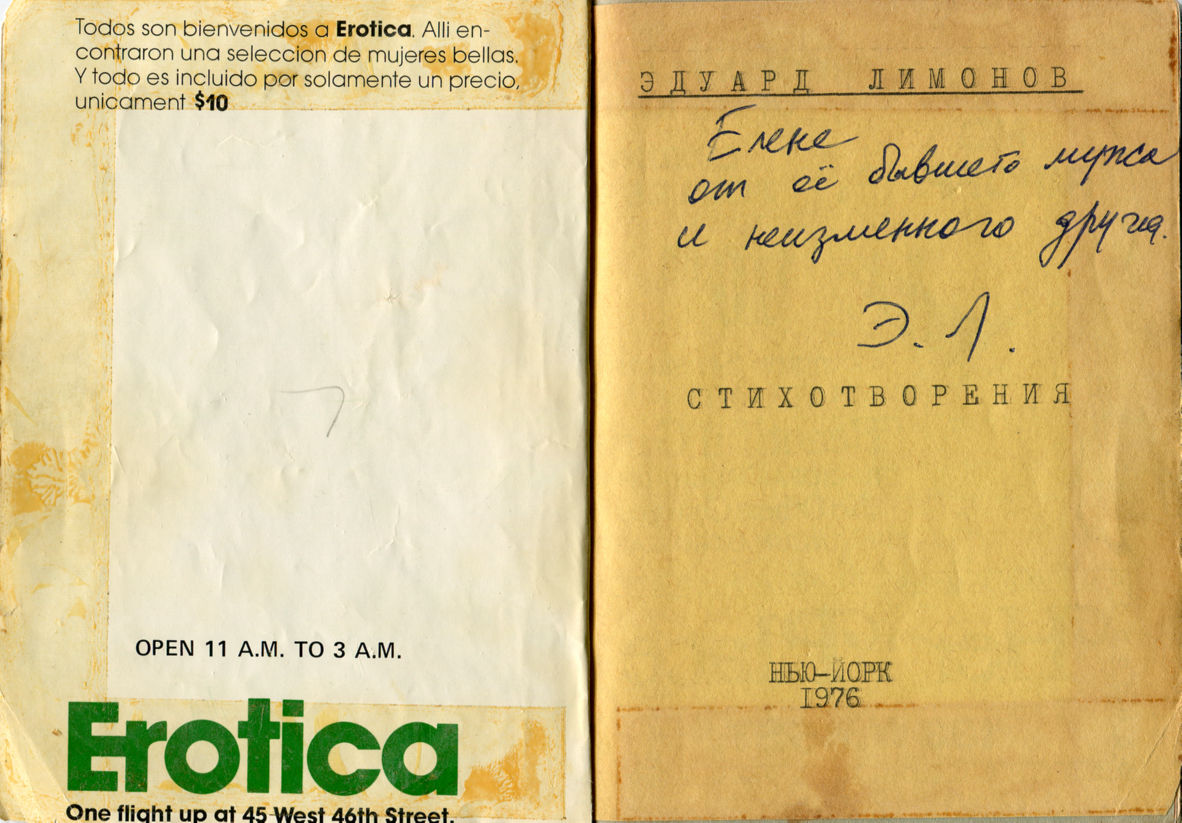 Todos son bienvenidos a Erotica. Alli en-
contraron una seleccion de mujeres bellas.
Y todo es incluido por solamente un precio,
unicament $10
OPEN 11 A.M. TO 3 A.M.
Erotica
One flight up at 45 West 46th Street.
ЭДУАРД ЛИМОНОВ
Елене
от её бывшего мужа
и неизменного друга.
Э. Л.
СТИХОТВОРЕНИЯ
НЬЮ-ЙОРК
1976